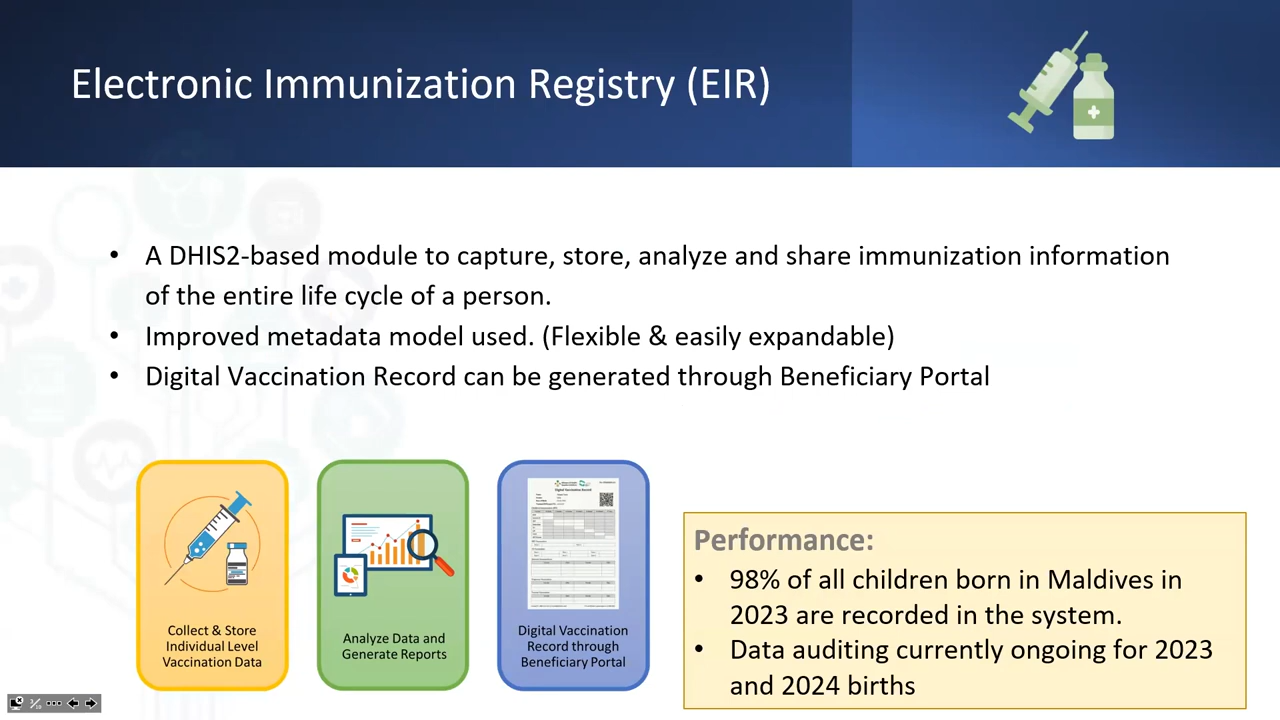 Electronic Immunization Registry (EIR)
• A DHIS2-based module to capture, store, analyze and share immunization information
of the entire life cycle of a person.
• Improved metadata model used. (Flexible & easily expandable)
• Digital Vaccination Record can be generated through Beneficiary Portal
Collect & Store
Individual Level
Vaccination Data
Analyze Data and
Generate Reports
Digital Vaccination Record
Digital Vaccination
Record through
Beneficiary Portal
Performance:
• 98% of all children born in Maldives in
2023 are recorded in the system.
• Data auditing currently ongoing for 2023
and 2024 births